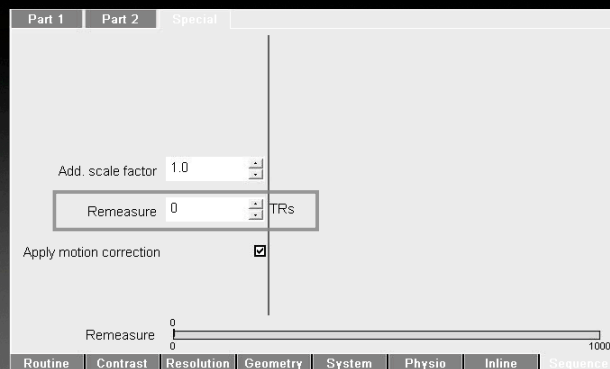 Part 1 Part 2 Special
Add. scale factor 1.0
Remeasure 0 TRs
Apply motion correction
0
Remeasure
0 1000
Routine Contrast Resolution Geometry System Physio Inline Sequence